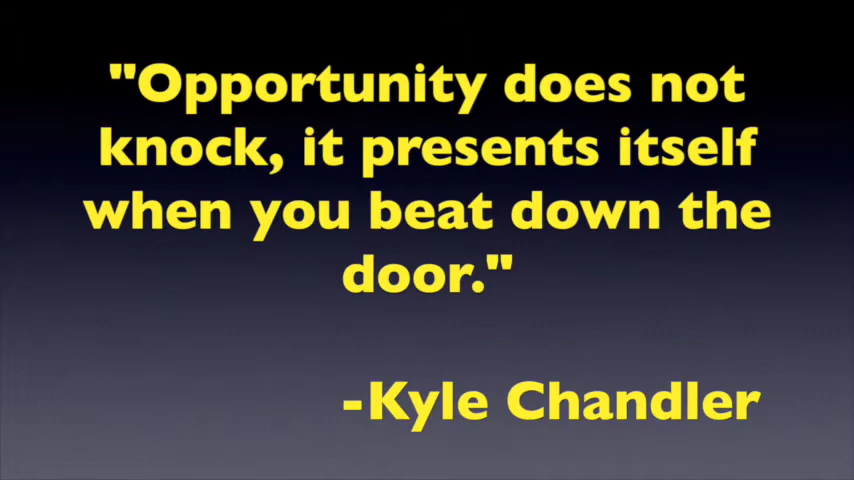 "Opportunity does not
knock, it presents itself
when you beat down the
door."
-Kyle Chandler